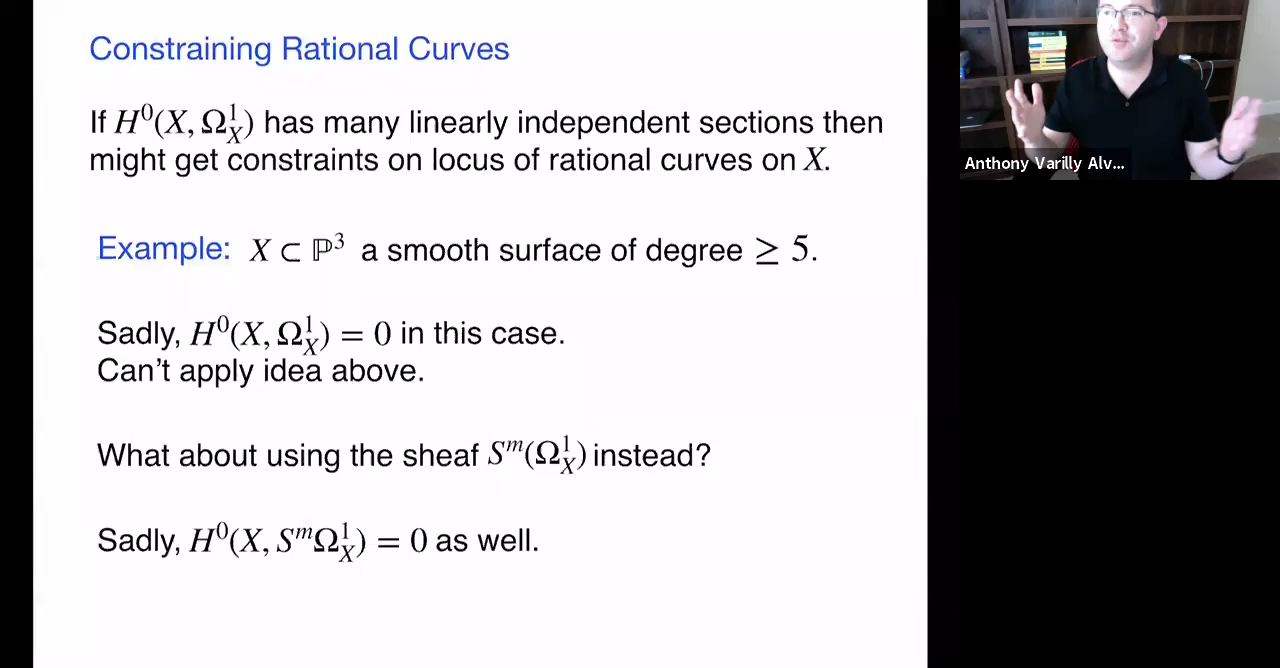 Constraining Rational Curves
If H⁰(X, Ω¹_X) has many linearly independent sections then
might get constraints on locus of rational curves on X.
Example: X ⊂ ℙ³ a smooth surface of degree ≥ 5.
Sadly, H⁰(X, Ω¹_X) = 0 in this case.
Can't apply idea above.
What about using the sheaf Sᵐ(Ω¹_X) instead?
Sadly, H⁰(X, SᵐΩ¹_X) = 0 as well.
Anthony Varilly Alv...